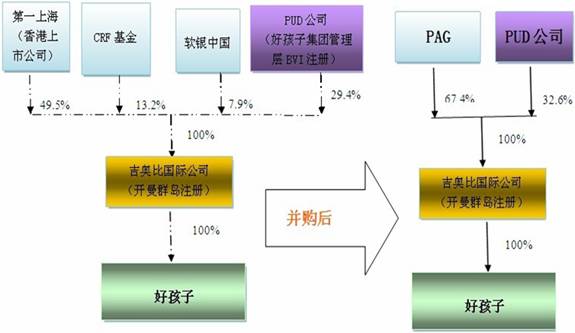 第一上海
（香港上
市公司）
CRF 基金
软银中国
PUD 公司
（好孩子集团管理
层 BVI 注册）
49.5%
13.2%
7.9%
29.4%
100%
吉奥比国际公司
（开曼群岛注册）
100%
好孩子
并购后
PAG
PUD 公司
67.4%
32.6%
100%
吉奥比国际公司
（开曼群岛注册）
100%
好孩子